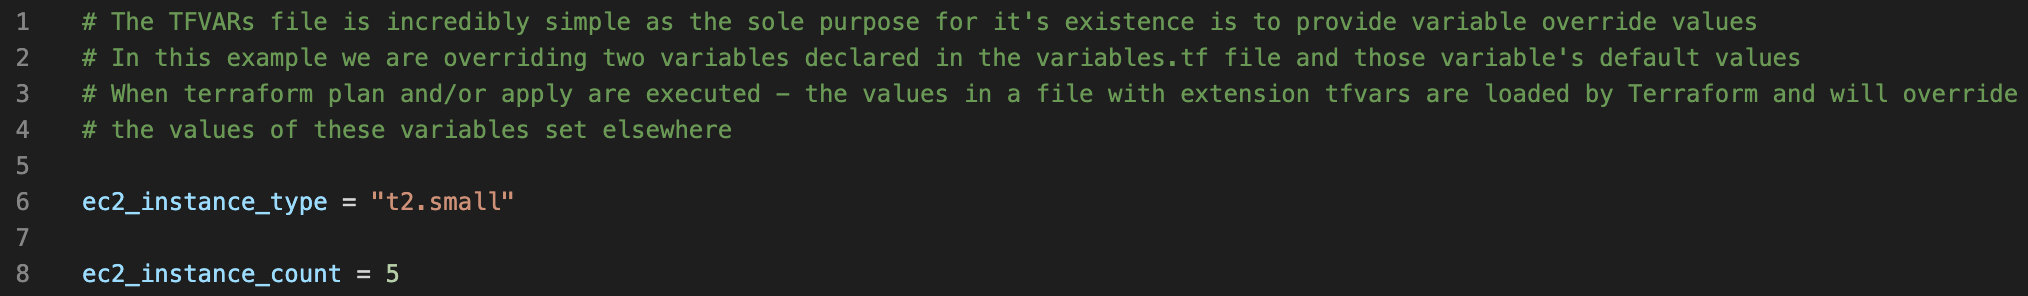 1 # The TFVARs file is incredibly simple as the sole purpose for it's existence is to provide variable override values
2 # In this example we are overriding two variables declared in the variables.tf file and those variable's default values
3 # When terraform plan and/or apply are executed – the values in a file with extension tfvars are loaded by Terraform and will override
4 # the values of these variables set elsewhere
5
6 ec2_instance_type = "t2.small"
7
8 ec2_instance_count = 5